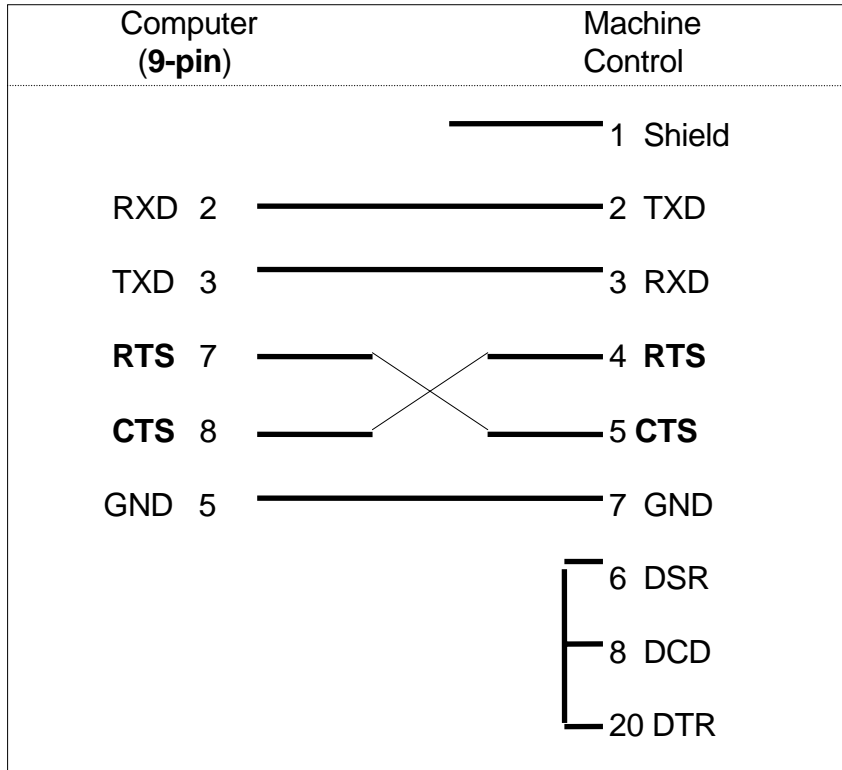 Computer Machine
(9-pin) Control
1 Shield
RXD 2 2 TXD
TXD 3 3 RXD
RTS 7 4 RTS
CTS 8 5 CTS
GND 5 7 GND
6 DSR
8 DCD
20 DTR